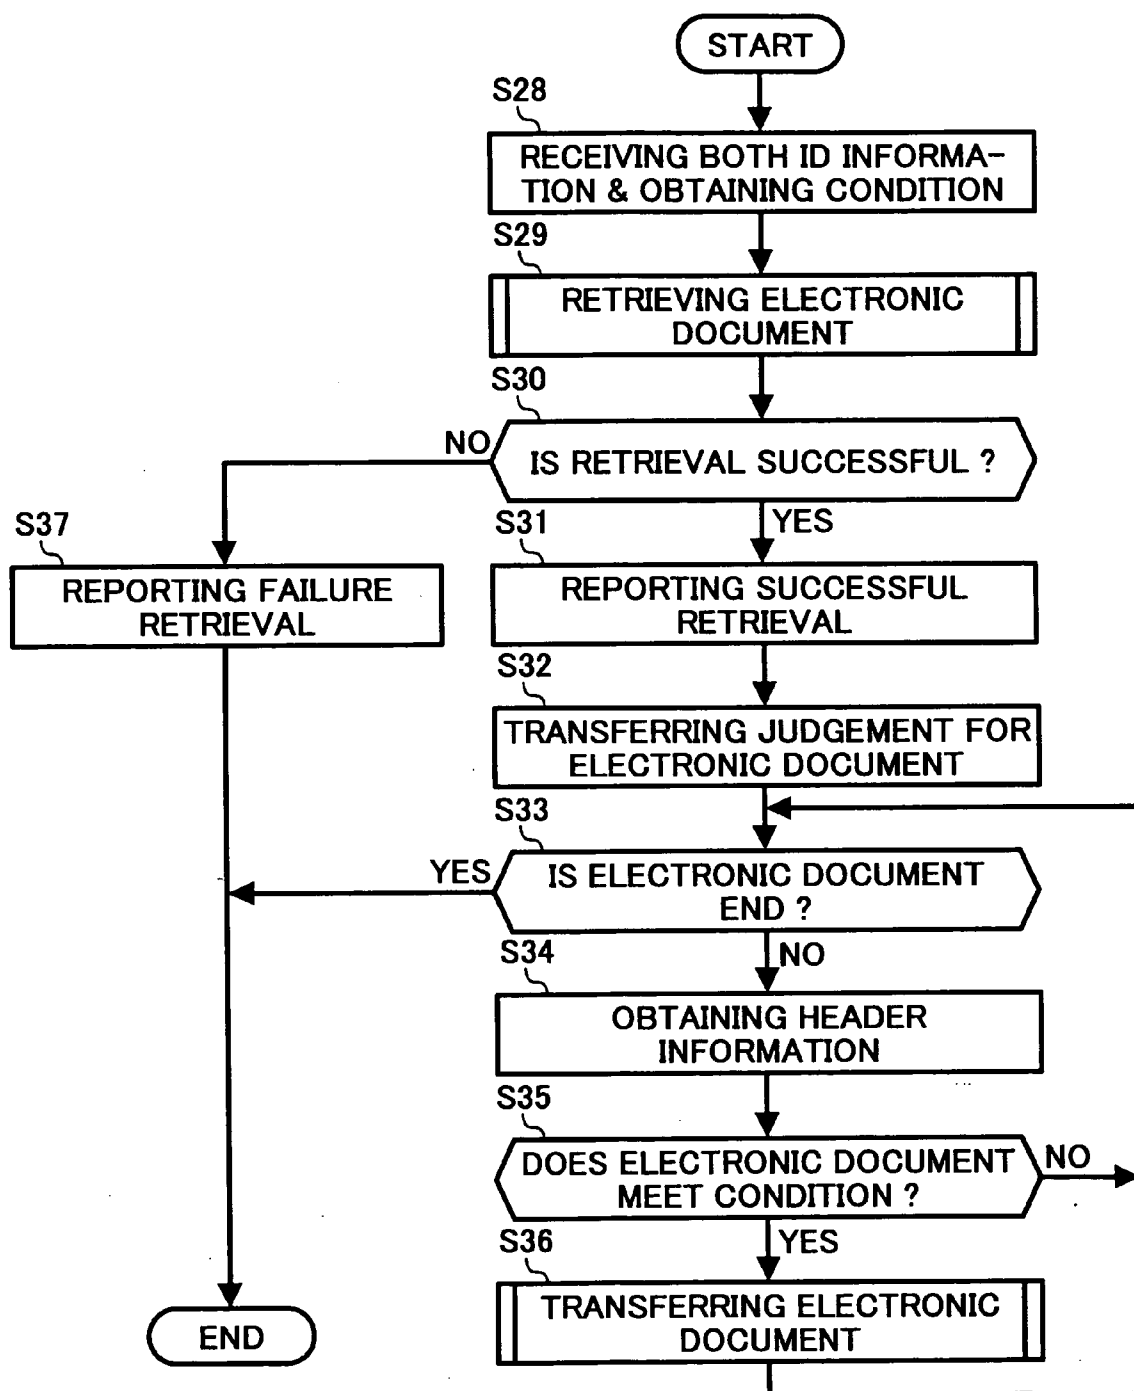 START
S28
RECEIVING BOTH ID INFORMA-
TION & OBTAINING CONDITION
S29
RETRIEVING ELECTRONIC
DOCUMENT
S30
NO
IS RETRIEVAL SUCCESSFUL ?
S37
S31
YES
REPORTING FAILURE
RETRIEVAL
REPORTING SUCCESSFUL
RETRIEVAL
S32
TRANSFERRING JUDGEMENT FOR
ELECTRONIC DOCUMENT
S33
YES
IS ELECTRONIC DOCUMENT
END ?
S34
NO
OBTAINING HEADER
INFORMATION
S35
DOES ELECTRONIC DOCUMENT
MEET CONDITION ?
NO
S36
YES
TRANSFERRING ELECTRONIC
DOCUMENT
END